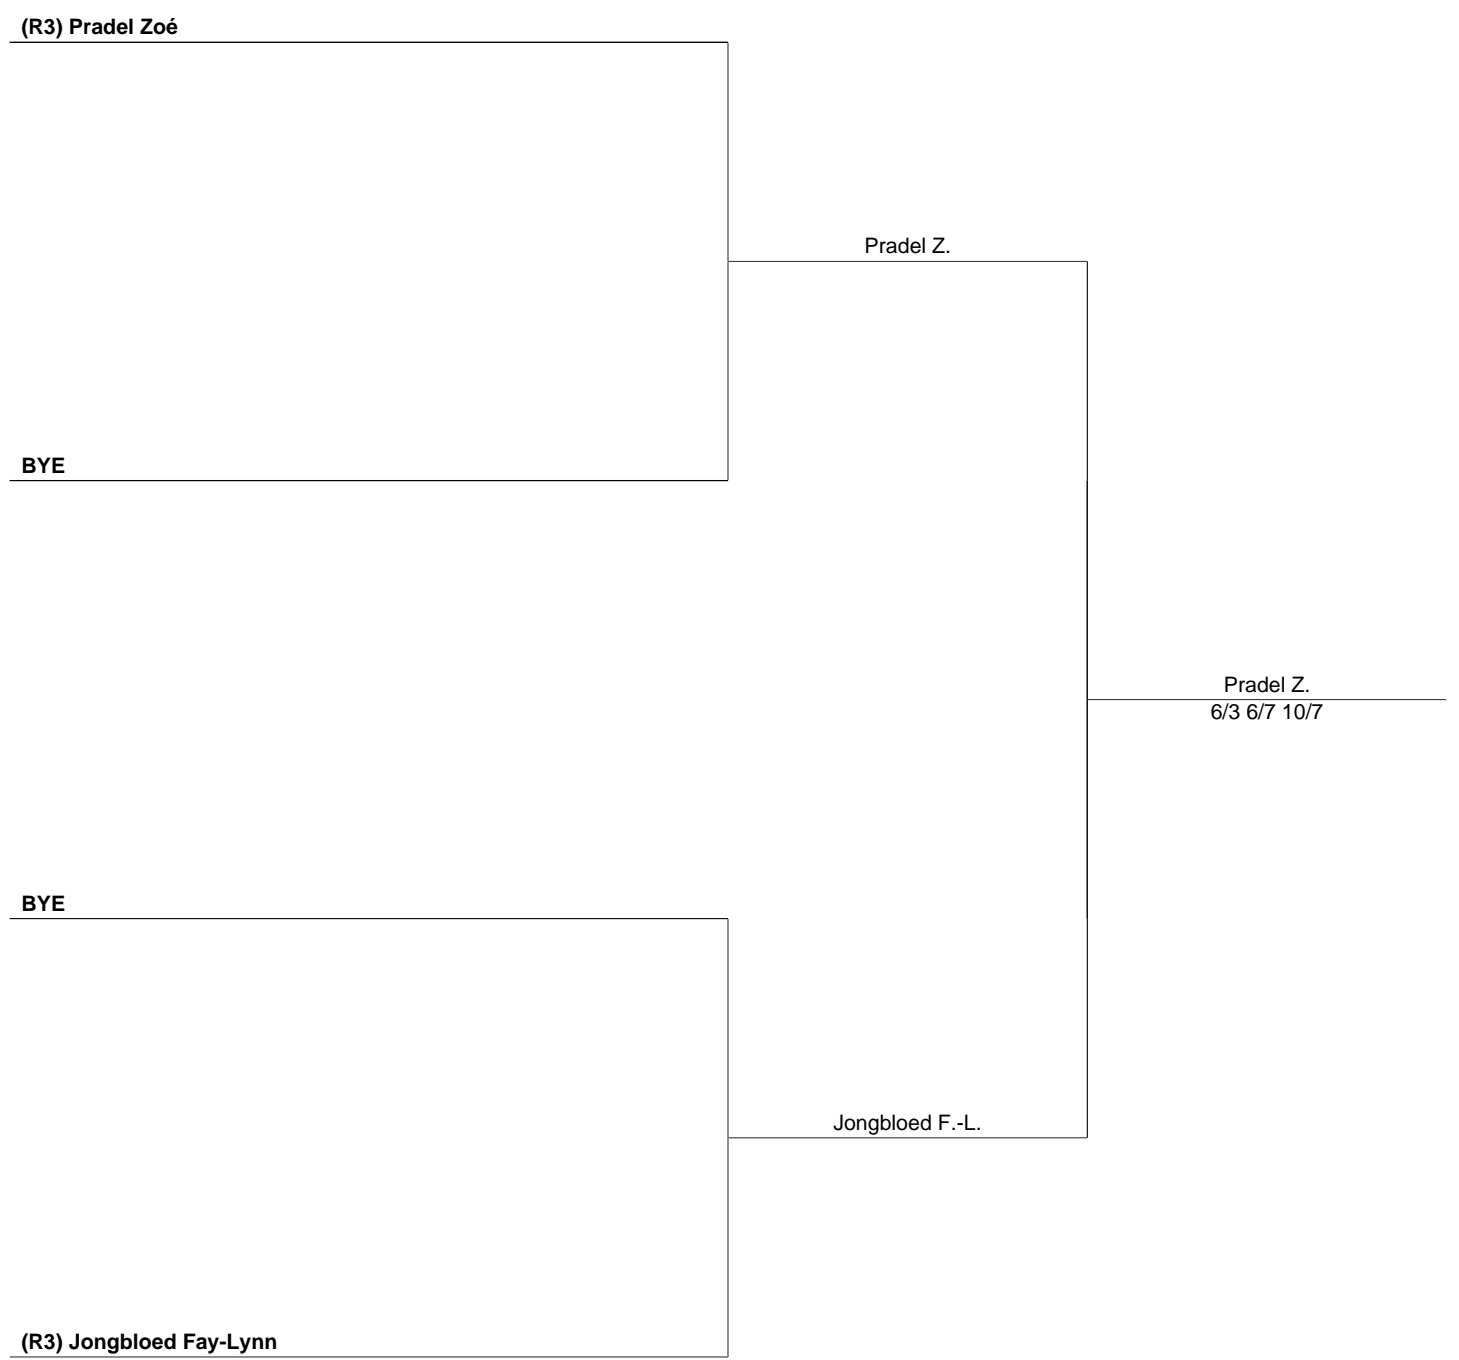 (R3) Pradel Zoé
Pradel Z.
BYE
Pradel Z.
6/3 6/7 10/7
BYE
Jongbloed F.-L.
(R3) Jongbloed Fay-Lynn